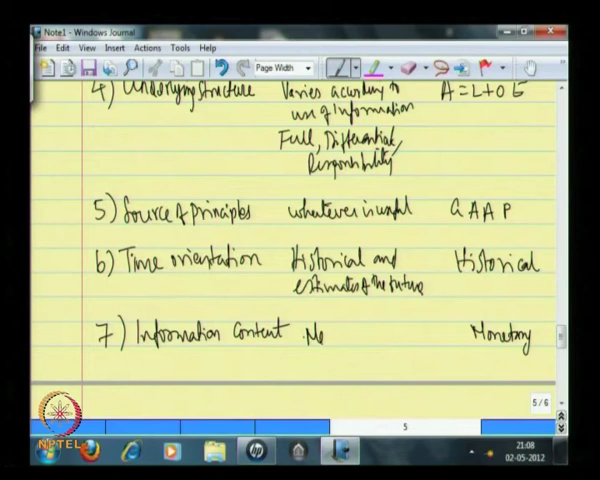 Note1 - Windows Journal
File Edit View Insert Actions Tools Help
Page Width
4) Underlying structure Varies according to A = L + O E
use of Information
Full, Differential,
Responsibility
5) Source of principles whatever is useful G A A P
6) Time orientation Historical and Historical
estimates of the future
7) Information Content Mo Monetary
5 / 6
5
NPTEL
21:08
02-05-2012